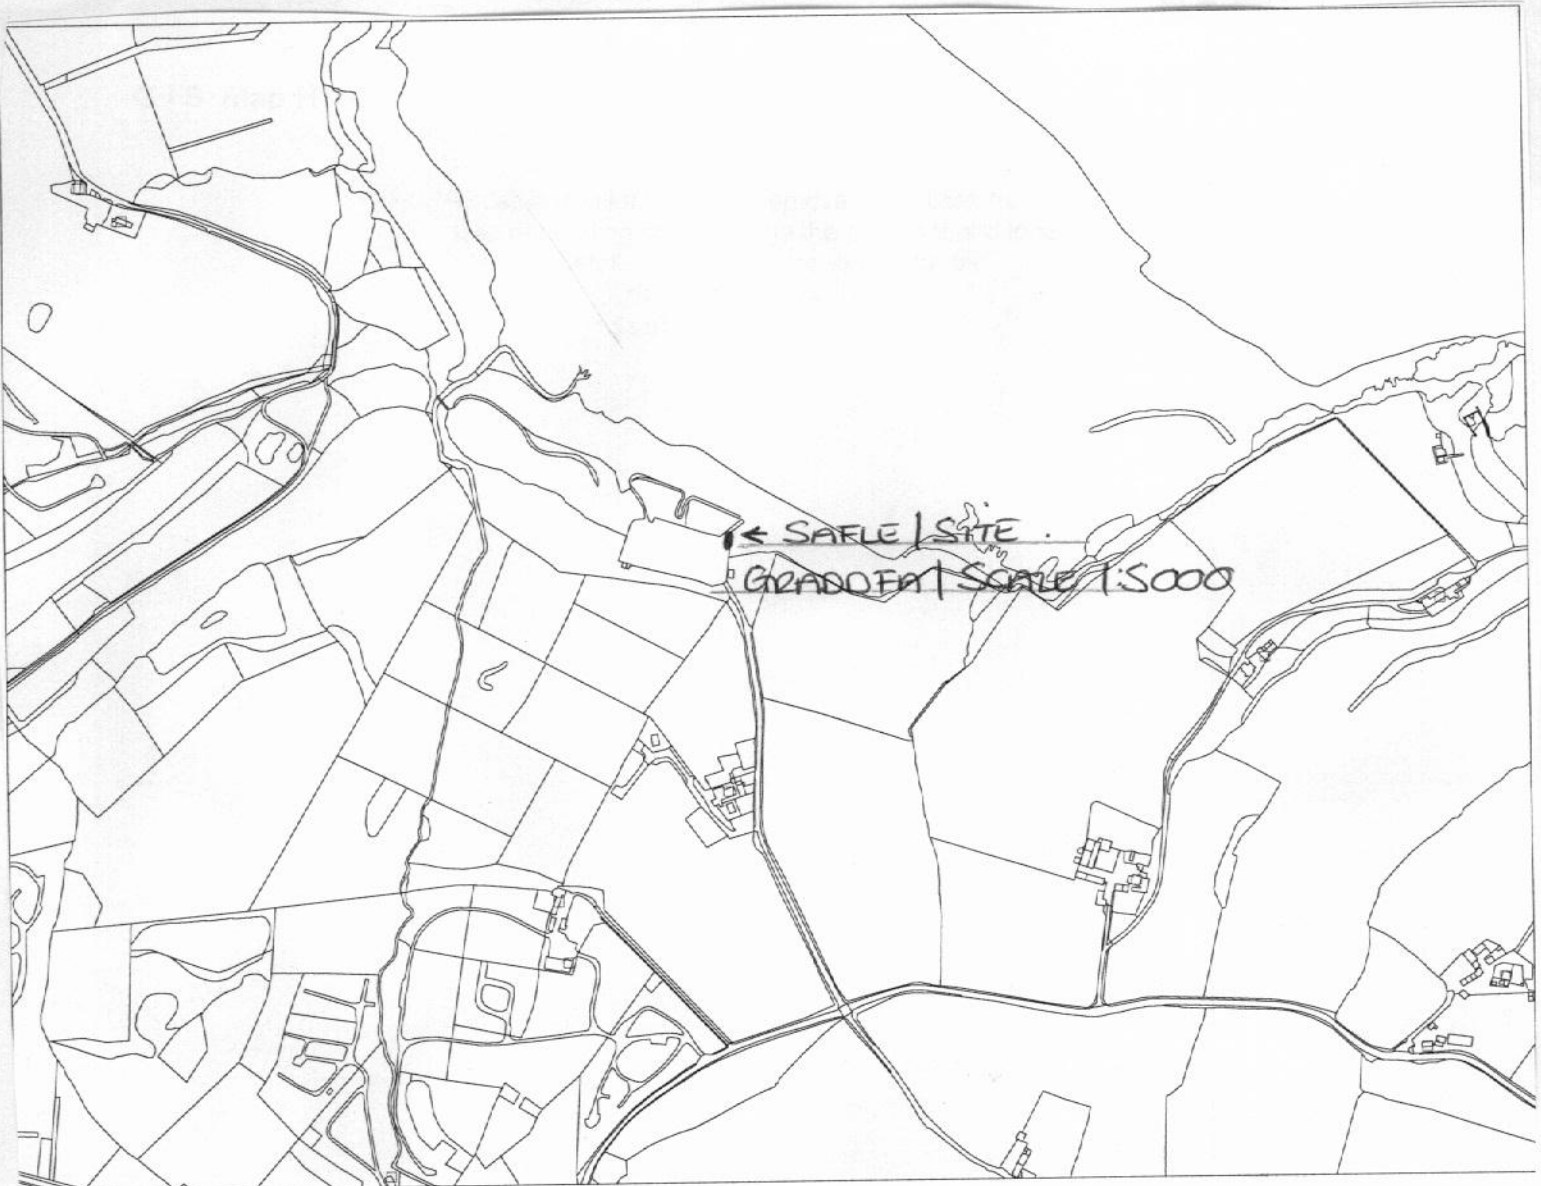 ← SAFLE | SITE
GRADDFA | SCALE 1:5000